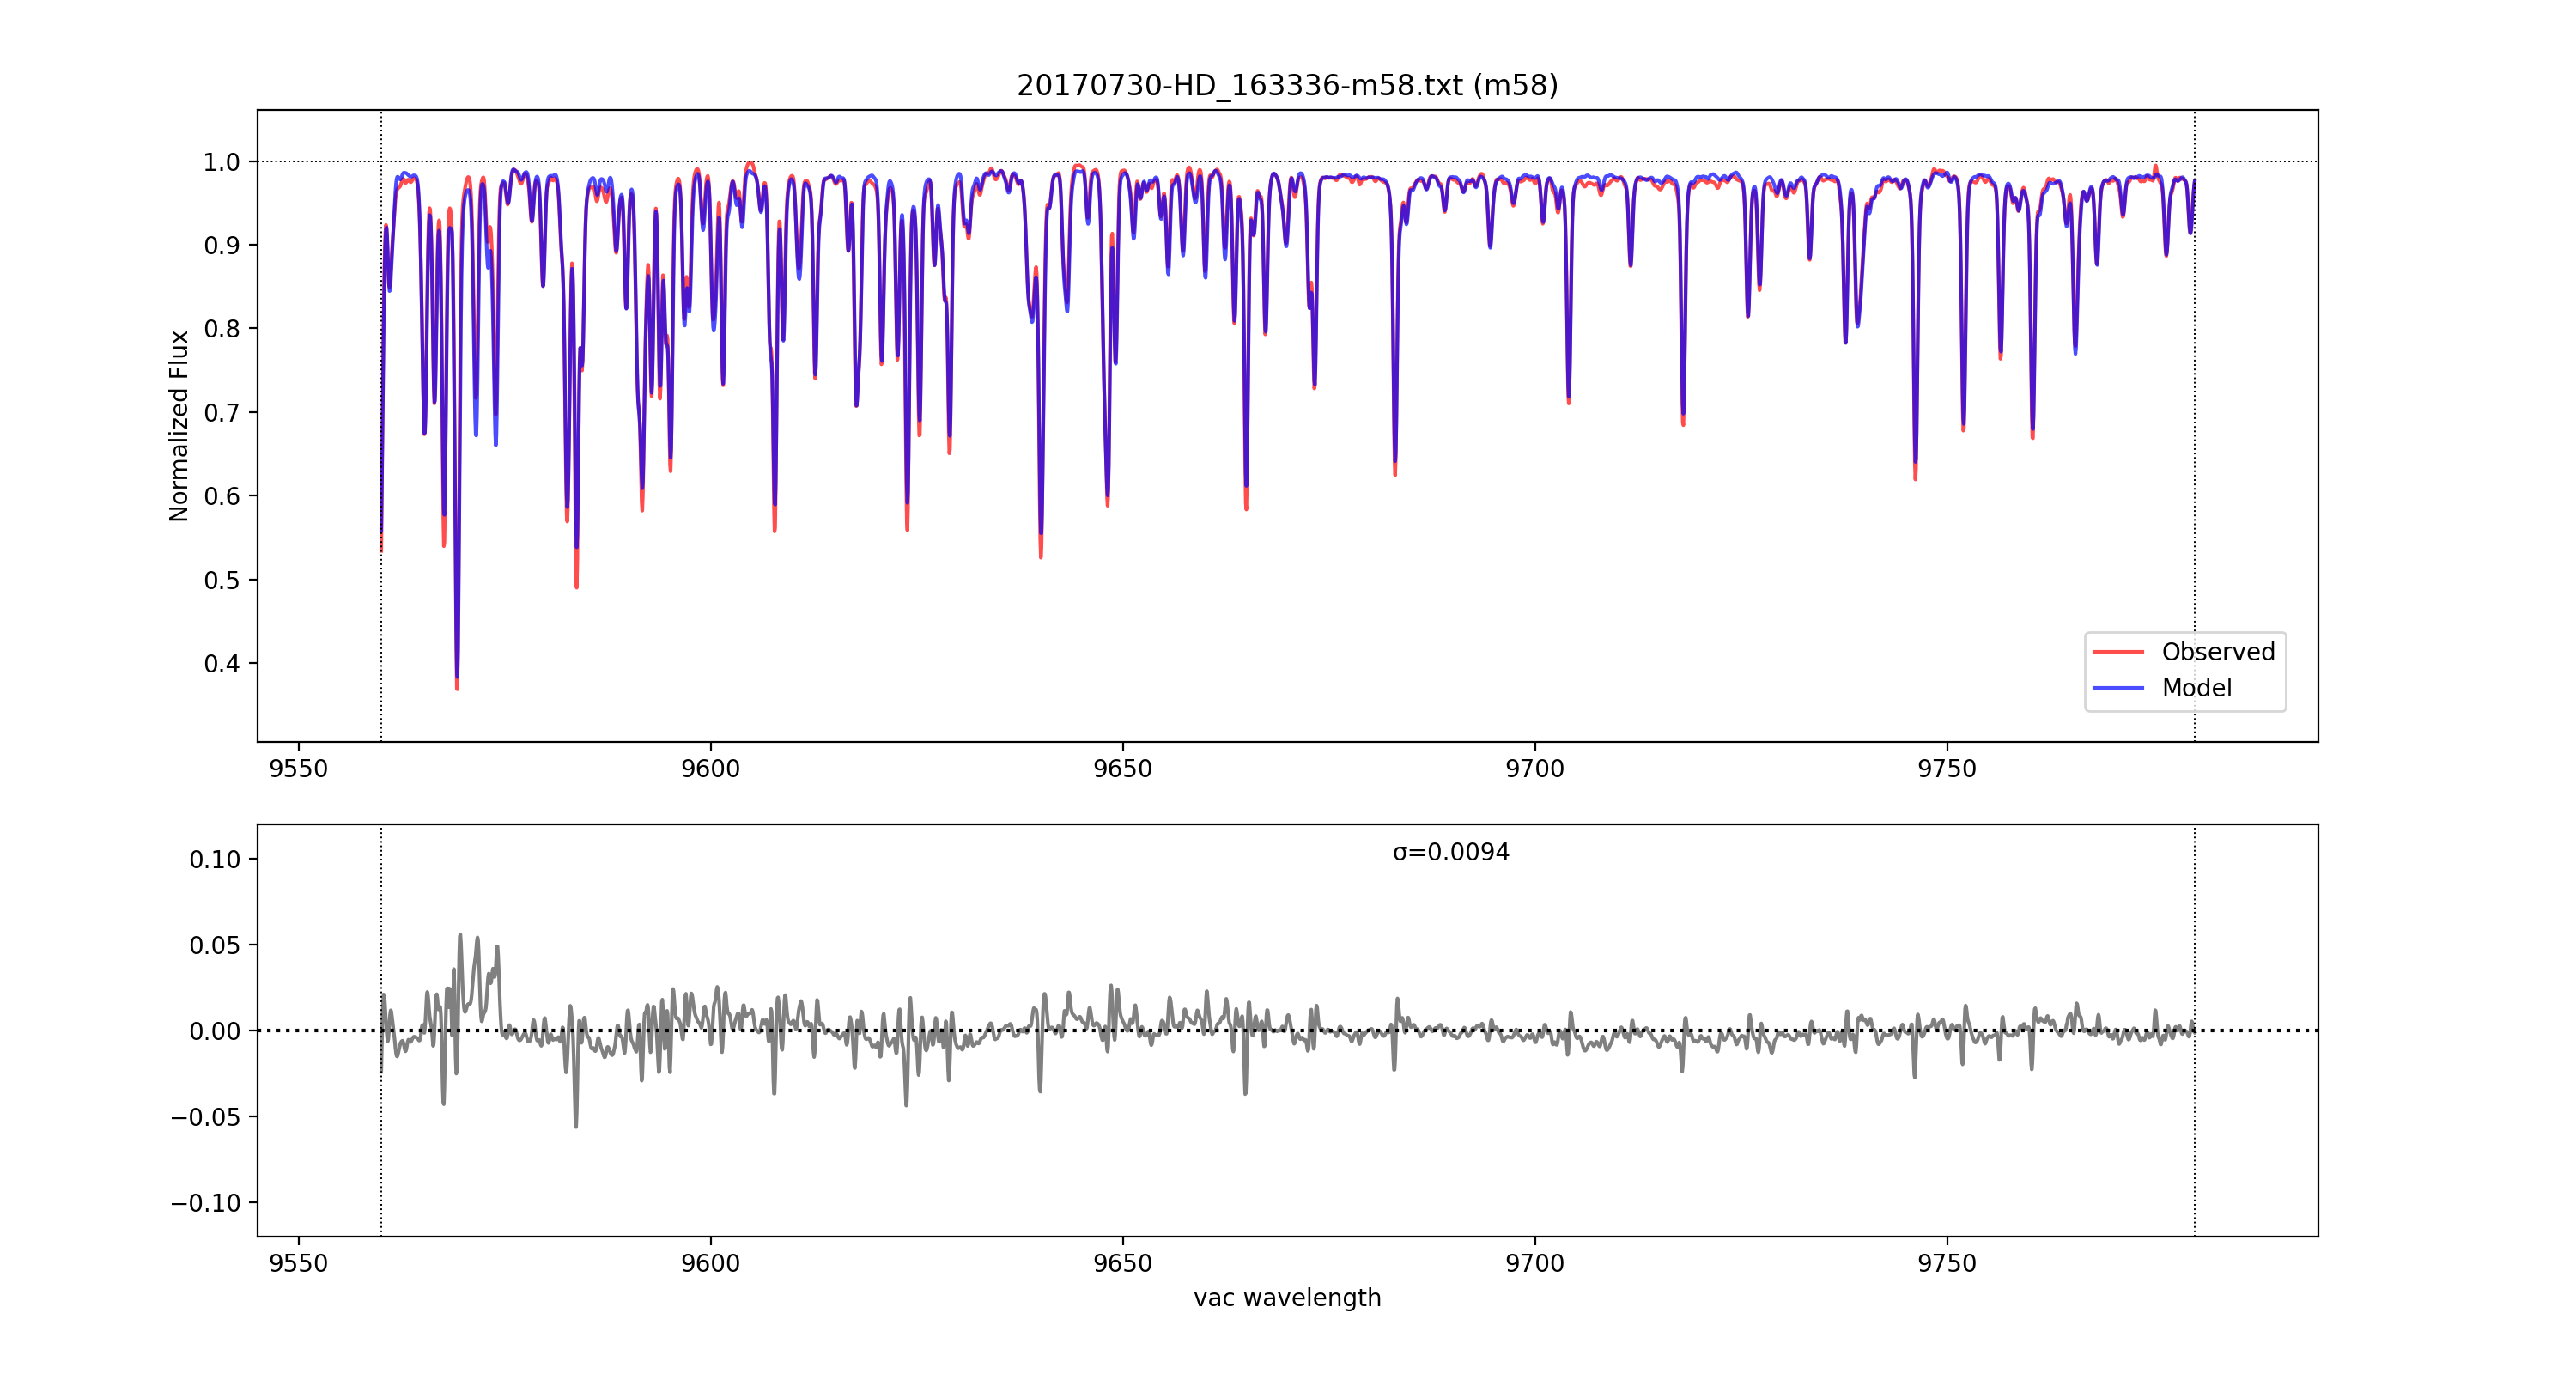 20170730-HD_163336-m58.txt (m58)
Normalized Flux
1.0
0.9
0.8
0.7
0.6
0.5
0.4
Observed
Model
9550 9600 9650 9700 9750
σ=0.0094
0.10
0.05
0.00
−0.05
−0.10
9550 9600 9650 9700 9750
vac wavelength